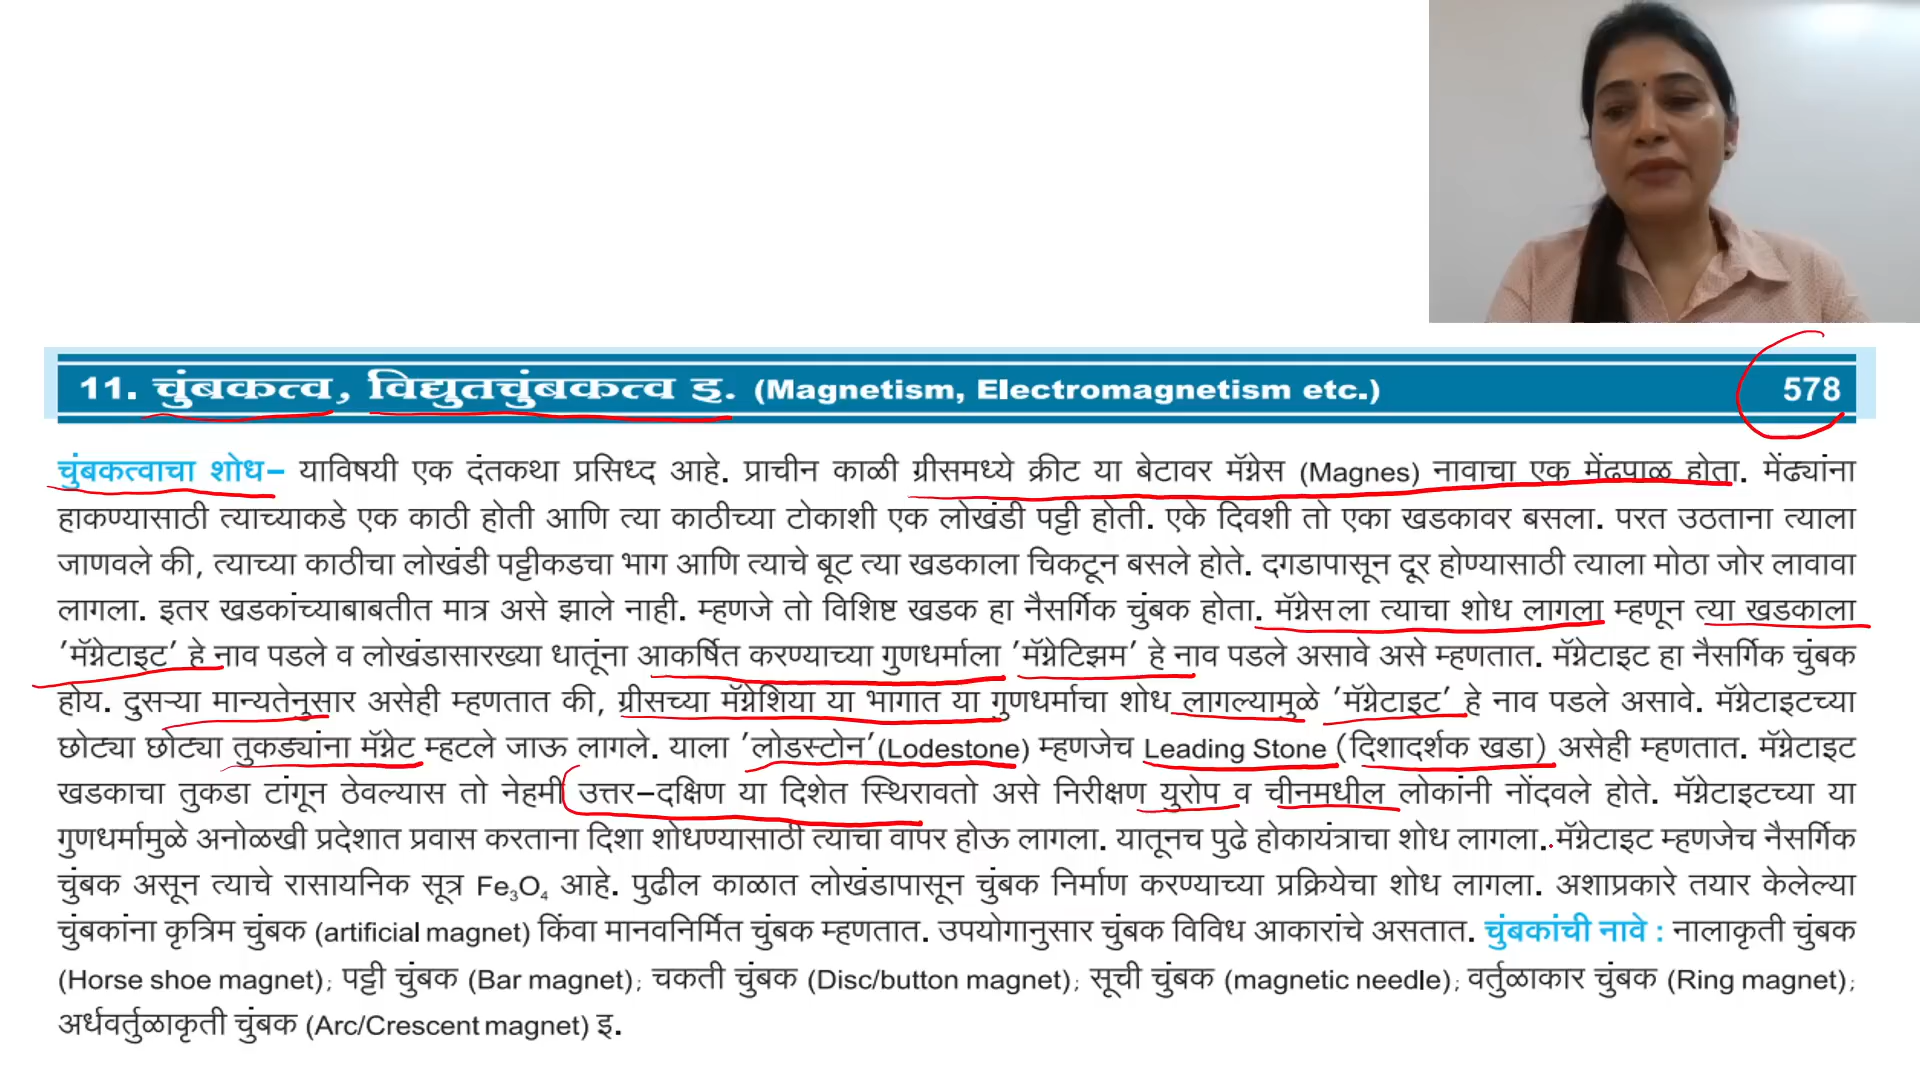 11. चुंबकत्व, विद्युतचुंबकत्व इ. (Magnetism, Electromagnetism etc.) 578
चुंबकत्वाचा शोध– याविषयी एक दंतकथा प्रसिध्द आहे. प्राचीन काळी ग्रीसमध्ये क्रीट या बेटावर मॅग्नेस (Magnes) नावाचा एक मेंढपाळ होता. मेंढ्यांना
हाकण्यासाठी त्याच्याकडे एक काठी होती आणि त्या काठीच्या टोकाशी एक लोखंडी पट्टी होती. एके दिवशी तो एका खडकावर बसला. परत उठताना त्याला
जाणवले की, त्याच्या काठीचा लोखंडी पट्टीकडचा भाग आणि त्याचे बूट त्या खडकाला चिकटून बसले होते. दगडापासून दूर होण्यासाठी त्याला मोठा जोर लावावा
लागला. इतर खडकांच्याबाबतीत मात्र असे झाले नाही. म्हणजे तो विशिष्ट खडक हा नैसर्गिक चुंबक होता. मॅग्नेसला त्याचा शोध लागला म्हणून त्या खडकाला
'मॅग्नेटाइट' हे नाव पडले व लोखंडासारख्या धातूंना आकर्षित करण्याच्या गुणधर्माला 'मॅग्नेटिझम' हे नाव पडले असावे असे म्हणतात. मॅग्नेटाइट हा नैसर्गिक चुंबक
होय. दुसऱ्या मान्यतेनुसार असेही म्हणतात की, ग्रीसच्या मॅग्नेशिया या भागात या गुणधर्माचा शोध लागल्यामुळे 'मॅग्नेटाइट' हे नाव पडले असावे. मॅग्नेटाइटच्या
छोट्या छोट्या तुकड्यांना मॅग्नेट म्हटले जाऊ लागले. याला 'लोडस्टोन'(Lodestone) म्हणजेच Leading Stone (दिशादर्शक खडा) असेही म्हणतात. मॅग्नेटाइट
खडकाचा तुकडा टांगून ठेवल्यास तो नेहमी उत्तर–दक्षिण या दिशेत स्थिरावतो असे निरीक्षण युरोप व चीनमधील लोकांनी नोंदवले होते. मॅग्नेटाइटच्या या
गुणधर्मामुळे अनोळखी प्रदेशात प्रवास करताना दिशा शोधण्यासाठी त्याचा वापर होऊ लागला. यातूनच पुढे होकायंत्राचा शोध लागला. मॅग्नेटाइट म्हणजेच नैसर्गिक
चुंबक असून त्याचे रासायनिक सूत्र Fe₃O₄ आहे. पुढील काळात लोखंडापासून चुंबक निर्माण करण्याच्या प्रक्रियेचा शोध लागला. अशाप्रकारे तयार केलेल्या
चुंबकांना कृत्रिम चुंबक (artificial magnet) किंवा मानवनिर्मित चुंबक म्हणतात. उपयोगानुसार चुंबक विविध आकारांचे असतात. चुंबकांची नावे : नालाकृती चुंबक
(Horse shoe magnet); पट्टी चुंबक (Bar magnet); चकती चुंबक (Disc/button magnet); सूची चुंबक (magnetic needle); वर्तुळाकार चुंबक (Ring magnet);
अर्धवर्तुळाकृती चुंबक (Arc/Crescent magnet) इ.